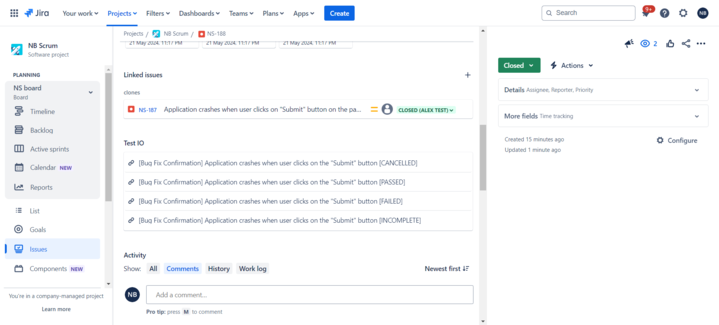 Jira
Your work
Projects
Filters
Dashboards
Teams
Plans
Apps
Create
Search
9+
NB
NB Scrum
Software project
PLANNING
NS board
Board
Timeline
Backlog
Active sprints
Calendar NEW
Reports
List
Goals
Issues
Components NEW
You're in a company-managed project
Learn more
Projects / NB Scrum / NS-188
21 May 2024, 11:17 PM
21 May 2024, 11:17 PM
21 May 2024, 11:17 PM
Linked issues
clones
NS-187 Application crashes when user clicks on "Submit" button on the pa... CLOSED (ALEX TEST)
Test IO
[Bug Fix Confirmation] Application crashes when user clicks on the "Submit" button [CANCELLED]
[Bug Fix Confirmation] Application crashes when user clicks on the "Submit" button [PASSED]
[Bug Fix Confirmation] Application crashes when user clicks on the "Submit" button [FAILED]
[Bug Fix Confirmation] Application crashes when user clicks on the "Submit" button [INCOMPLETE]
Activity
Show: All Comments History Work log Newest first
NB Add a comment...
Pro tip: press M to comment
2
Closed
Actions
Details Assignee, Reporter, Priority
More fields Time tracking
Created 15 minutes ago
Updated 1 minute ago
Configure